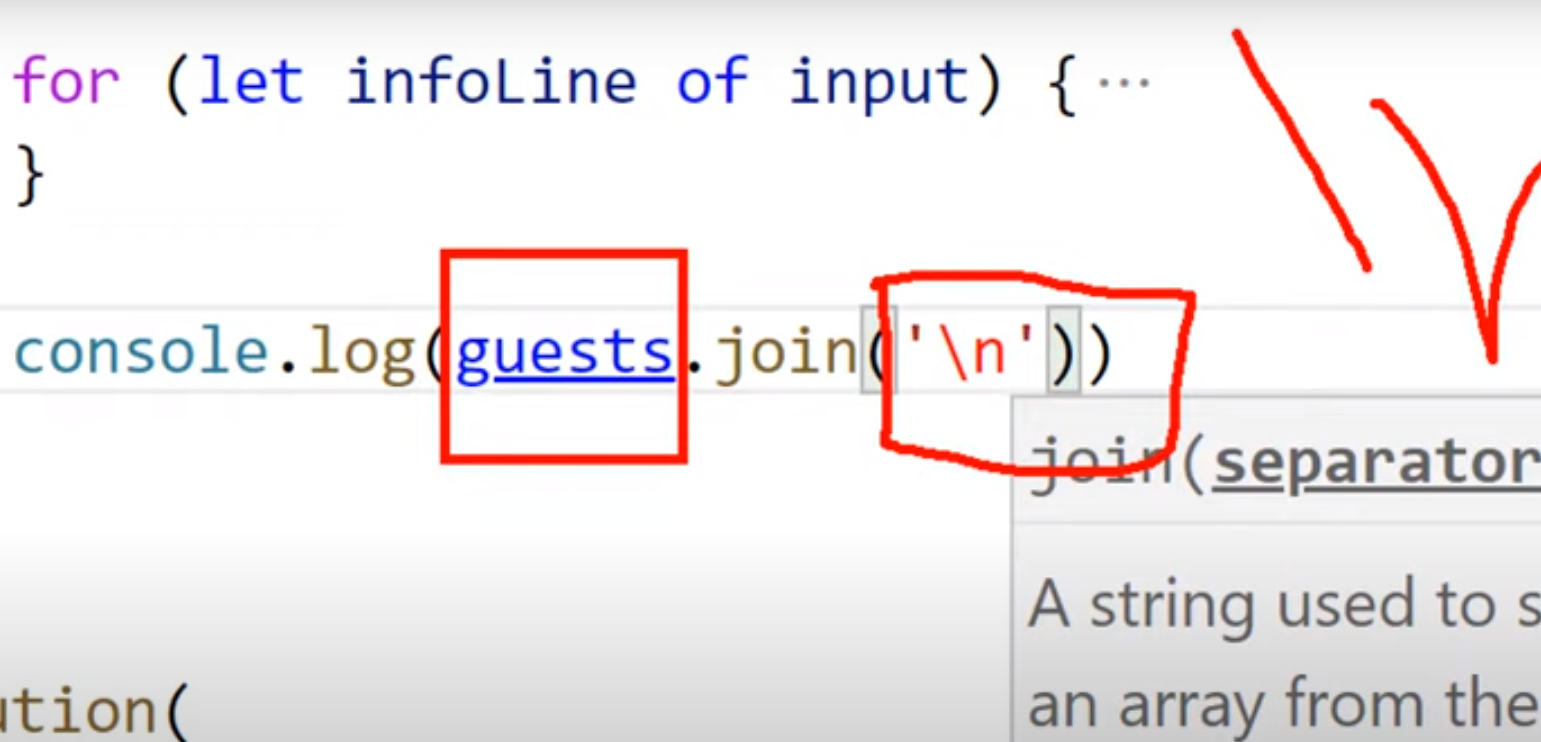 for (let infoLine of input) {···
}
console.log(guests.join('\n'))
join(separator
A string used to s
an array from the
ution(